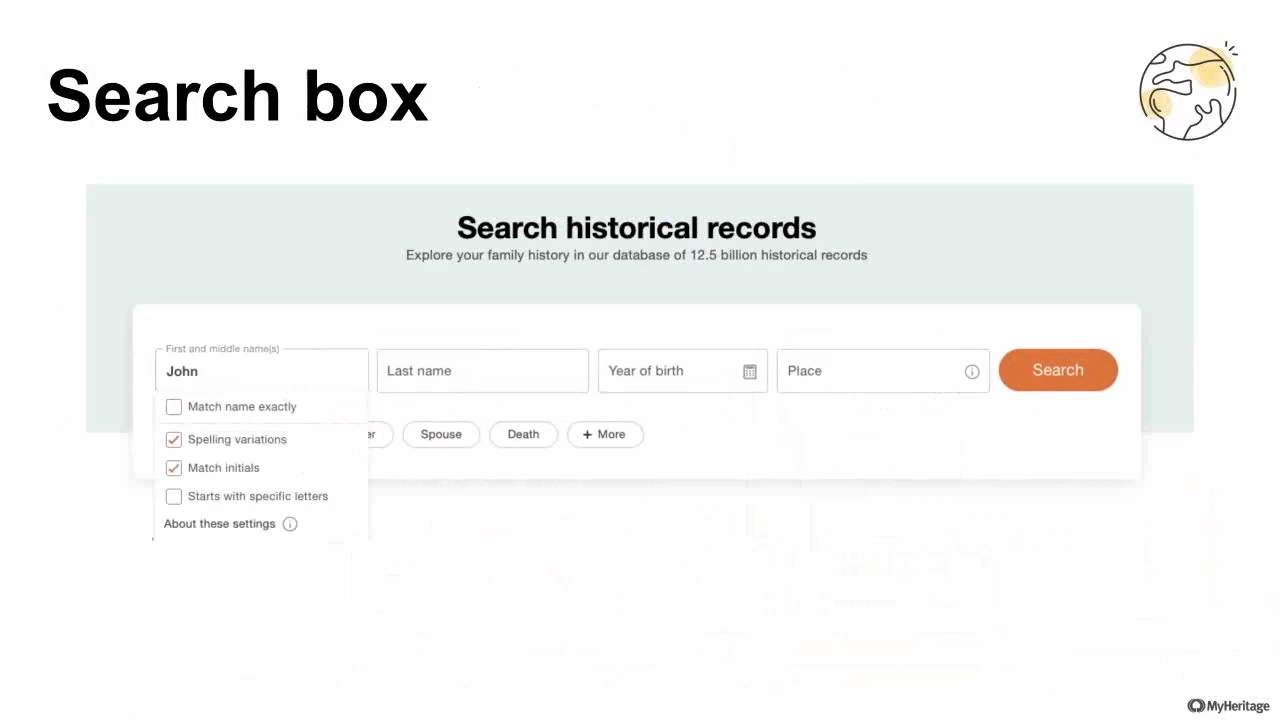 Search box
Search historical records
Explore your family history in our database of 12.5 billion historical records
First and middle name(s)
John
Last name
Year of birth
Place
Search
Match name exactly
er
Spouse
Death
+ More
Spelling variations
Match initials
Starts with specific letters
About these settings
MyHeritage